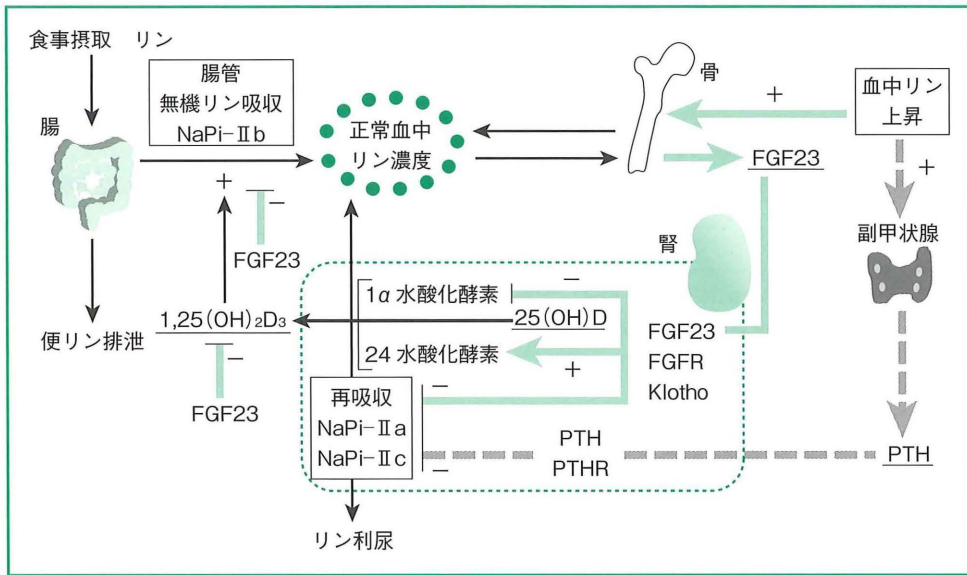 食事摂取 リン
腸管
無機リン吸収
NaPi-Ⅱb
腸
便リン排泄
+
−
FGF23
1,25(OH)₂D₃
−
FGF23
正常血中
リン濃度
骨
+
血中リン
上昇
FGF23
+
副甲状腺
腎
1α水酸化酵素
−
25(OH)D
24水酸化酵素
+
FGF23
FGFR
Klotho
再吸収
NaPi-Ⅱa
NaPi-Ⅱc
−
−
PTH
PTHR
PTH
リン利尿